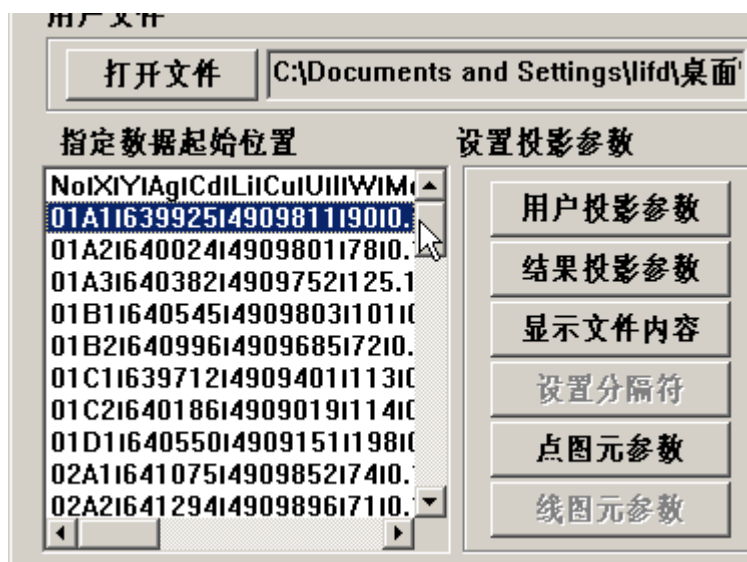 用户文件
打开文件
C:\Documents and Settings\lifd\桌面
指定数据起始位置
设置投影参数
No|X|Y|Ag|Cd|Li|Cu|U|I|W|Mo
01A1|639925|4909811|90|0.
01A2|640024|4909801|78|0.
01A3|640382|4909752|125.1
01B1|640545|4909803|101|0
01B2|640996|4909685|72|0.
01C1|639712|4909401|113|0
01C2|640186|4909019|114|0
01D1|640550|4909151|198|0
02A1|641075|4909852|74|0.
02A2|641294|4909896|71|0.
用户投影参数
结果投影参数
显示文件内容
设置分隔符
点图元参数
线图元参数